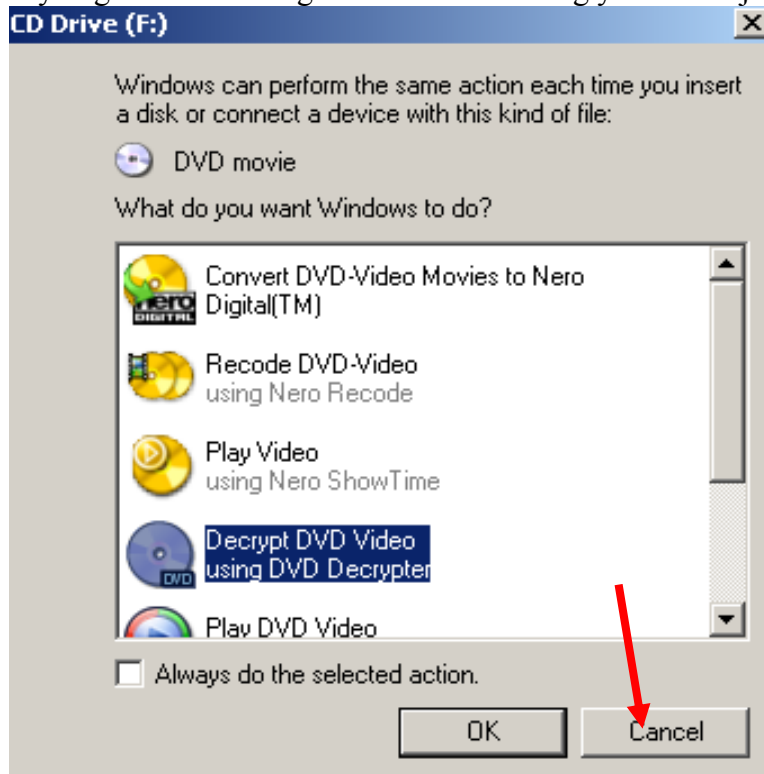 CD Drive (F:)
Windows can perform the same action each time you insert
a disk or connect a device with this kind of file:
DVD movie
What do you want Windows to do?
Convert DVD-Video Movies to Nero
Digital(TM)
nero
DIGITAL
Recode DVD-Video
using Nero Recode
Play Video
using Nero ShowTime
Decrypt DVD Video
using DVD Decrypter
DVD
Play DVD Video
Always do the selected action.
OK
Cancel